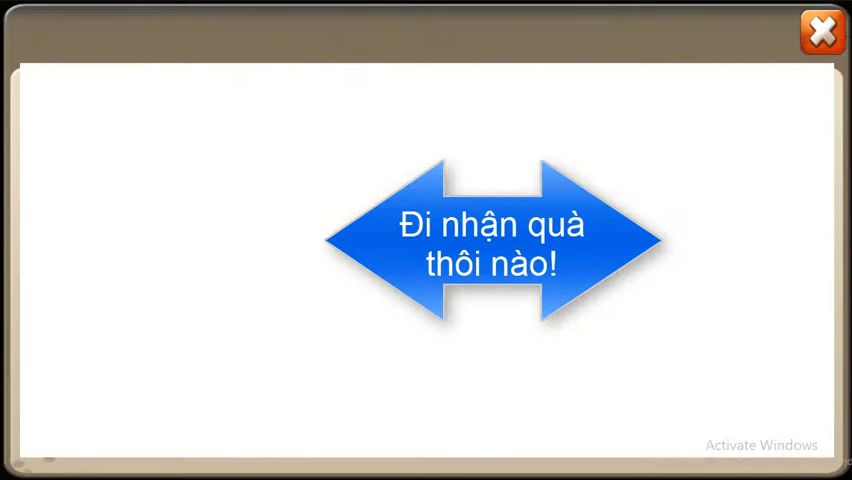 Đi nhận quà
thôi nào!
Activate Windows